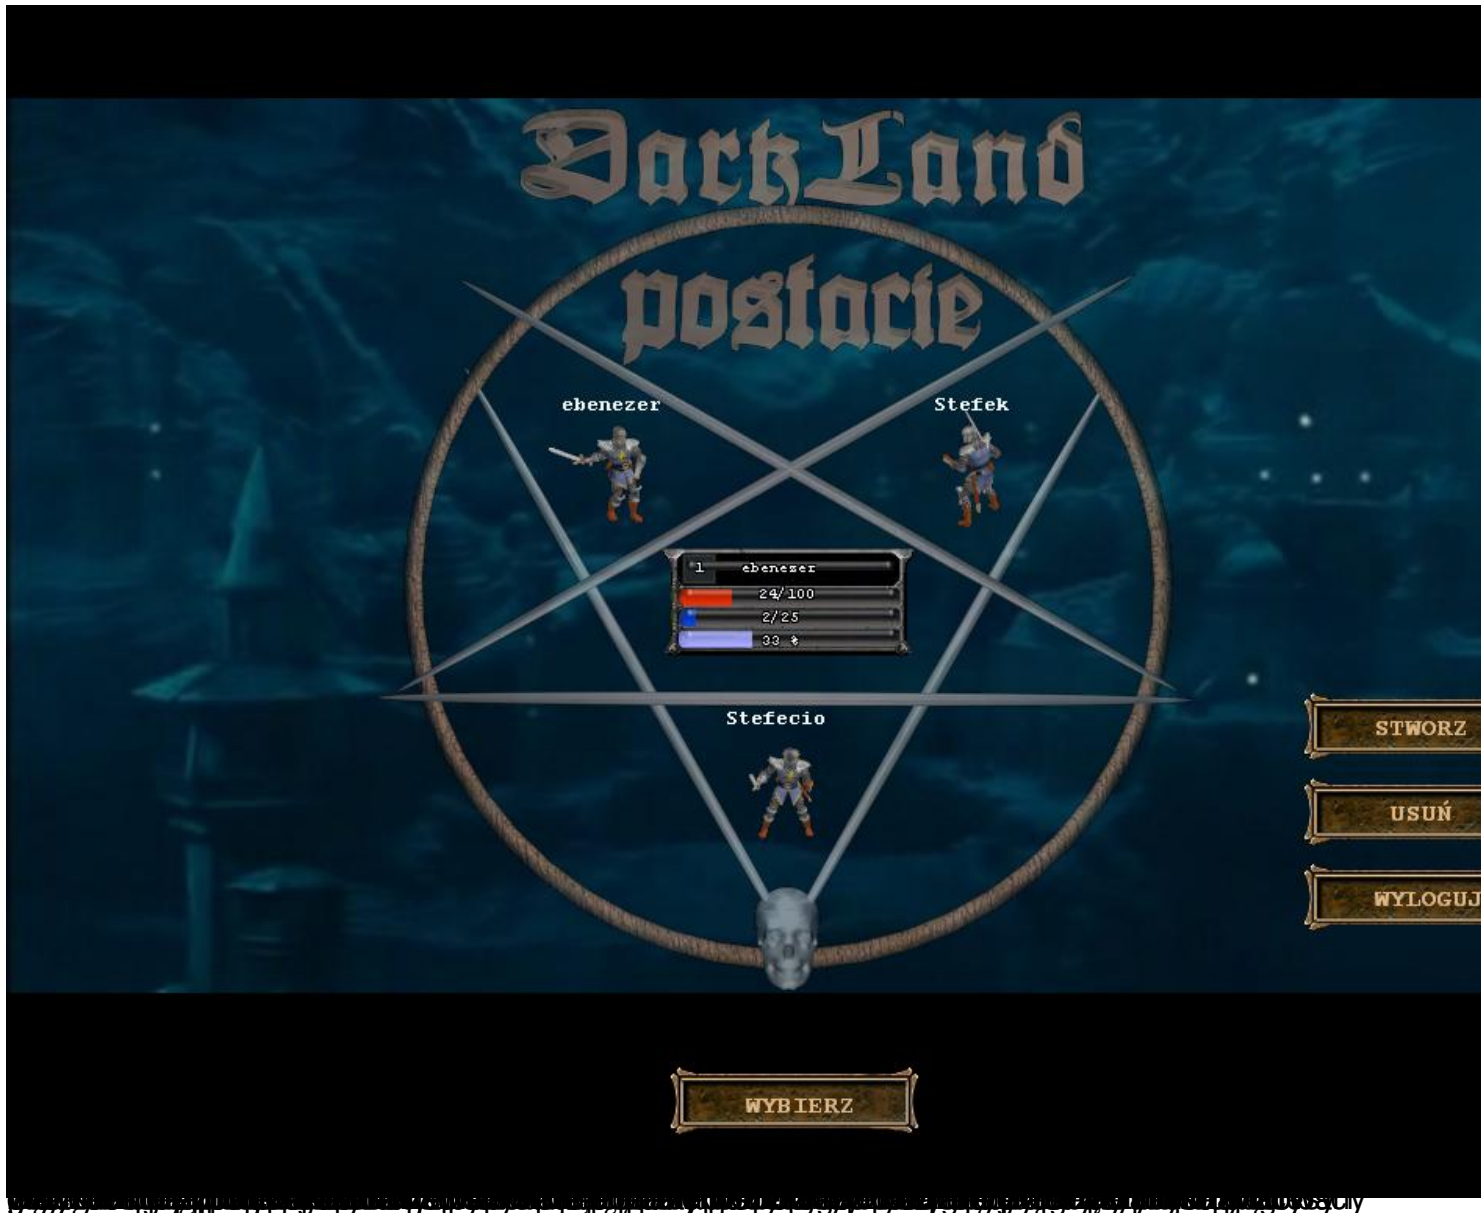 DarkLand
postacie
ebenezer
Stefek
1 ebenezer
24/100
2/25
33 %
Stefecio
STWORZ
USUŃ
WYLOGUJ
WYBIERZ